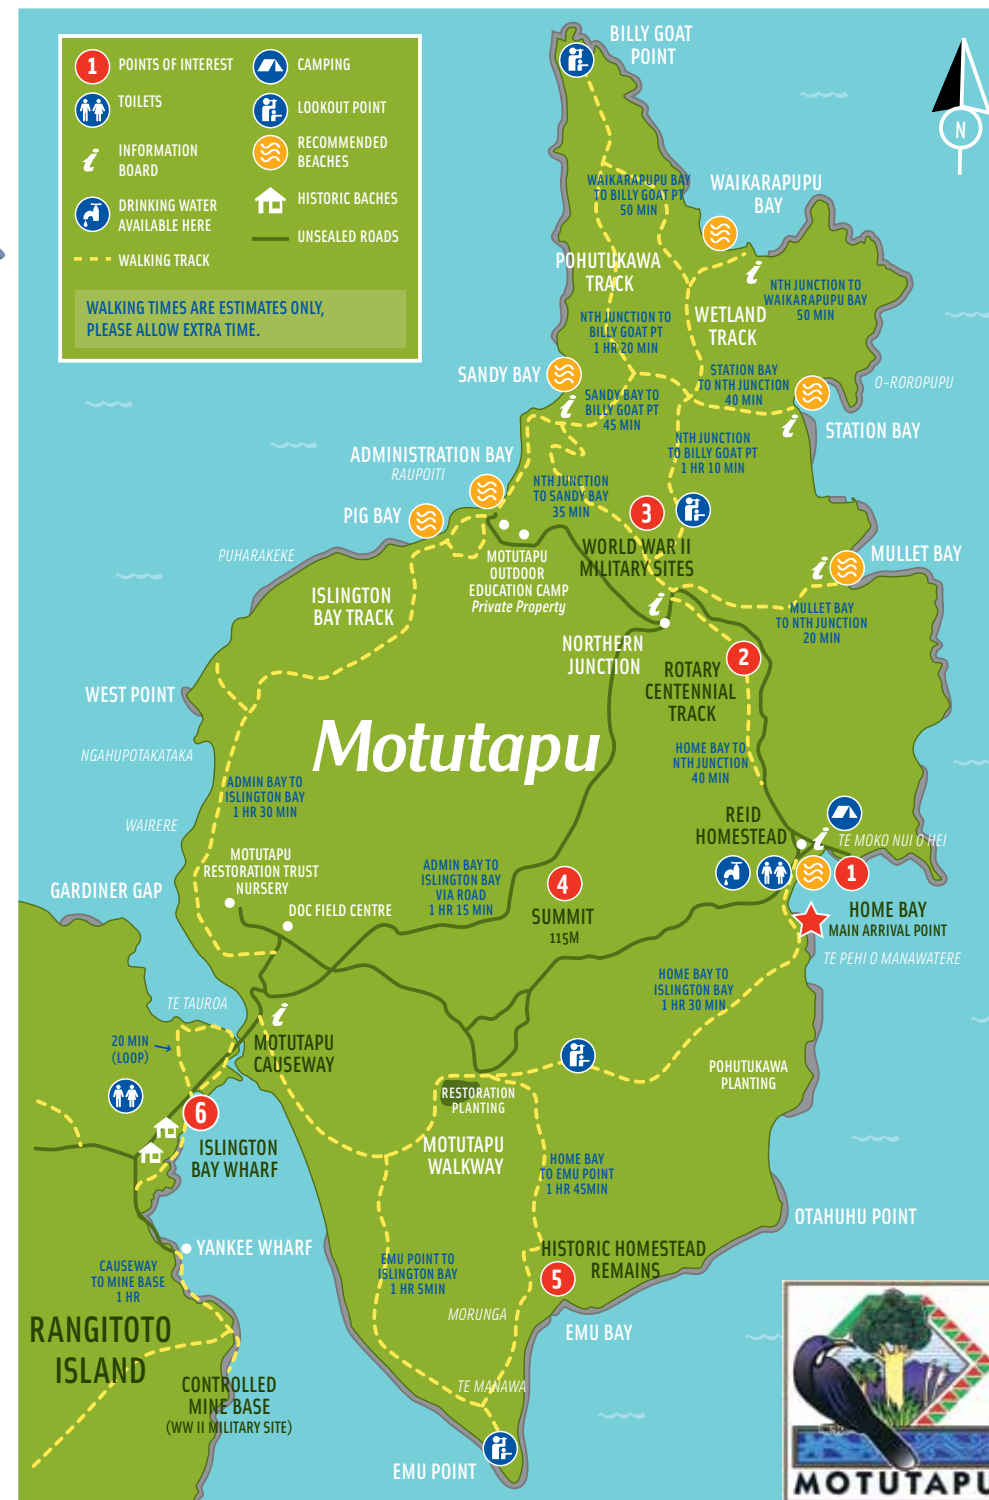 1 POINTS OF INTEREST
TOILETS
INFORMATION
BOARD
DRINKING WATER
AVAILABLE HERE
WALKING TRACK
CAMPING
LOOKOUT POINT
RECOMMENDED
BEACHES
HISTORIC BACHES
UNSEALED ROADS
WALKING TIMES ARE ESTIMATES ONLY,
PLEASE ALLOW EXTRA TIME.
BILLY GOAT
POINT
N
WAIKARAPUPU BAY
TO BILLY GOAT PT
50 MIN
WAIKARAPUPU
BAY
POHUTUKAWA
TRACK
NTH JUNCTION TO
WAIKARAPUPU BAY
50 MIN
NTH JUNCTION TO
BILLY GOAT PT
1 HR 20 MIN
WETLAND
TRACK
SANDY BAY
STATION BAY
TO NTH JUNCTION
40 MIN
O-ROROPUPU
SANDY BAY TO
BILLY GOAT PT
45 MIN
STATION BAY
NTH JUNCTION
TO BILLY GOAT PT
1 HR 10 MIN
ADMINISTRATION BAY
RAUPOITI
NTH JUNCTION
TO SANDY BAY
35 MIN
PIG BAY
3
WORLD WAR II
MILITARY SITES
MULLET BAY
PUHARAKEKE
MOTUTAPU
OUTDOOR
EDUCATION CAMP
Private Property
ISLINGTON
BAY TRACK
MULLET BAY
TO NTH JUNCTION
20 MIN
NORTHERN
JUNCTION
2
ROTARY
CENTENNIAL
TRACK
WEST POINT
Motutapu
NGAHUPOTAKATAKA
HOME BAY TO
NTH JUNCTION
40 MIN
ADMIN BAY TO
ISLINGTON BAY
1 HR 30 MIN
WAIRERE
REID
HOMESTEAD
TE MOKO NUI O HEI
MOTUTAPU
RESTORATION TRUST
NURSERY
ADMIN BAY TO
ISLINGTON BAY
VIA ROAD
1 HR 15 MIN
4
SUMMIT
115M
1
GARDINER GAP
DOC FIELD CENTRE
HOME BAY
MAIN ARRIVAL POINT
TE PEHI O MANAWATERE
HOME BAY TO
ISLINGTON BAY
1 HR 30 MIN
TE TAUROA
20 MIN
(LOOP)
MOTUTAPU
CAUSEWAY
POHUTUKAWA
PLANTING
RESTORATION
PLANTING
6
ISLINGTON
BAY WHARF
MOTUTAPU
WALKWAY
HOME BAY
TO EMU POINT
1 HR 45MIN
OTAHUHU POINT
YANKEE WHARF
HISTORIC HOMESTEAD
REMAINS
5
CAUSEWAY
TO MINE BASE
1 HR
EMU POINT TO
ISLINGTON BAY
1 HR 5MIN
MORUNGA
EMU BAY
RANGITOTO
ISLAND
CONTROLLED
MINE BASE
(WW II MILITARY SITE)
TE MANAWA
EMU POINT
MOTUTAPU